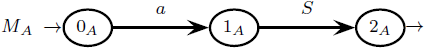 M_A → 0_A a 1_A S 2_A →